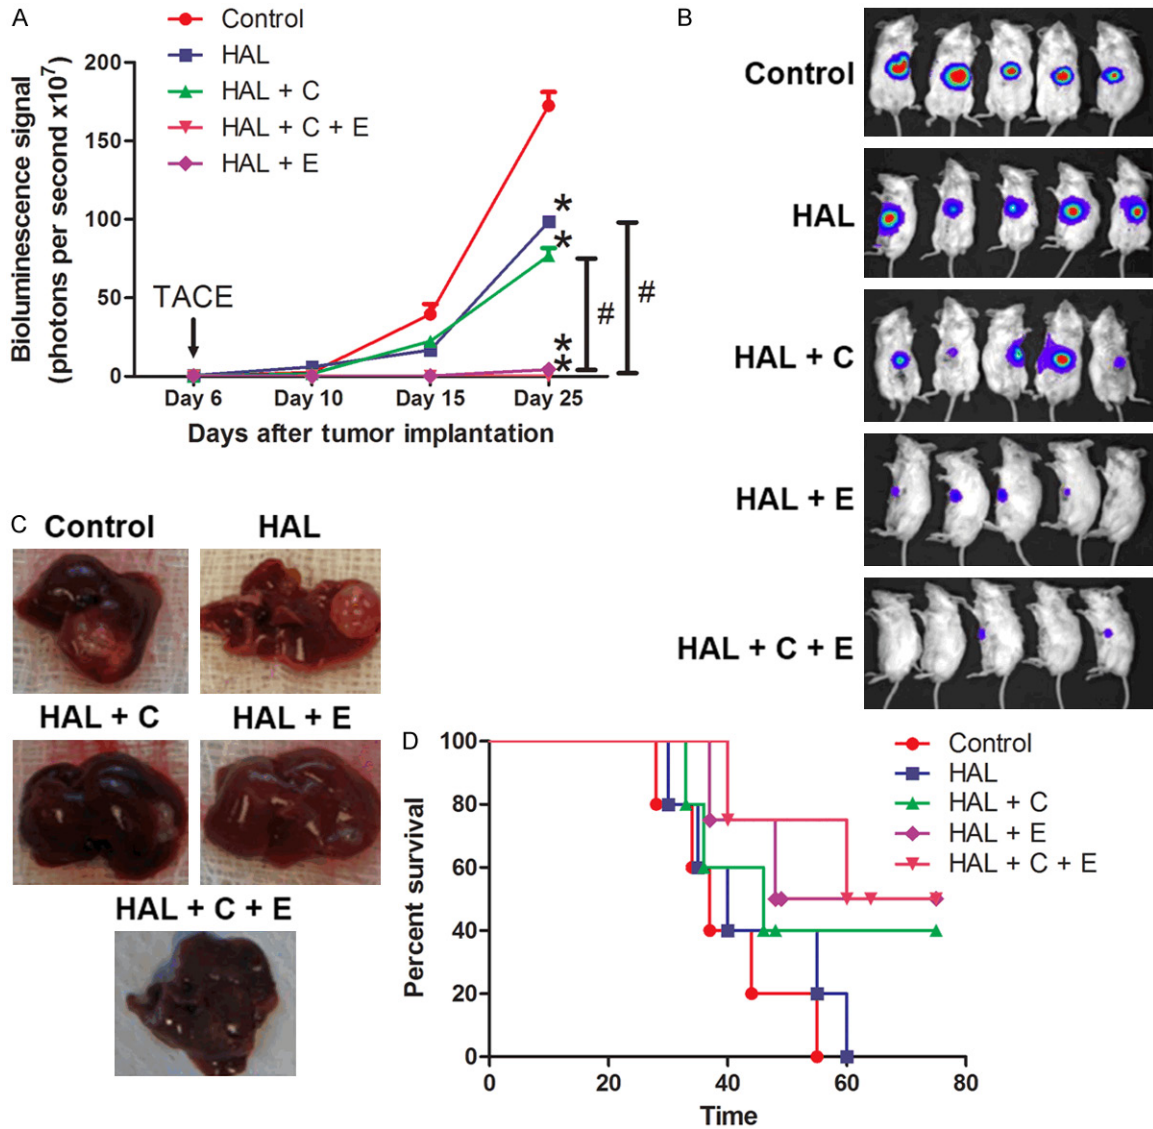 A
Control
HAL
HAL + C
HAL + C + E
HAL + E
Bioluminescence signal
(photons per second x10⁷)
200
150
100
50
0
TACE
*
*
*
*
#
#
Day 6
Day 10
Day 15
Day 25
Days after tumor implantation
B
Control
HAL
HAL + C
HAL + E
HAL + C + E
C
Control
HAL
HAL + C
HAL + E
HAL + C + E
D
Percent survival
100
80
60
40
20
0
Control
HAL
HAL + C
HAL + E
HAL + C + E
0
20
40
60
80
Time